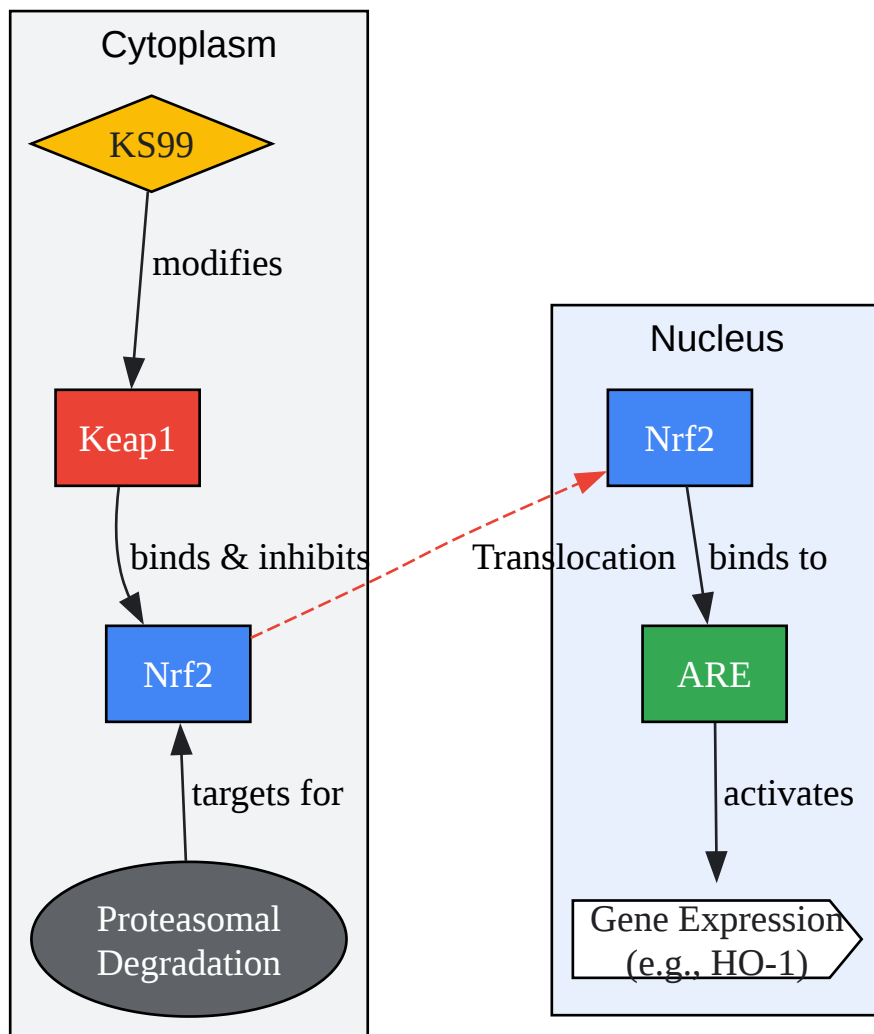 Cytoplasm
KS99
modifies
Keap1
binds & inhibits
Nrf2
targets for
Proteasomal
Degradation
Translocation
Nucleus
Nrf2
binds to
ARE
activates
Gene Expression
(e.g., HO-1)